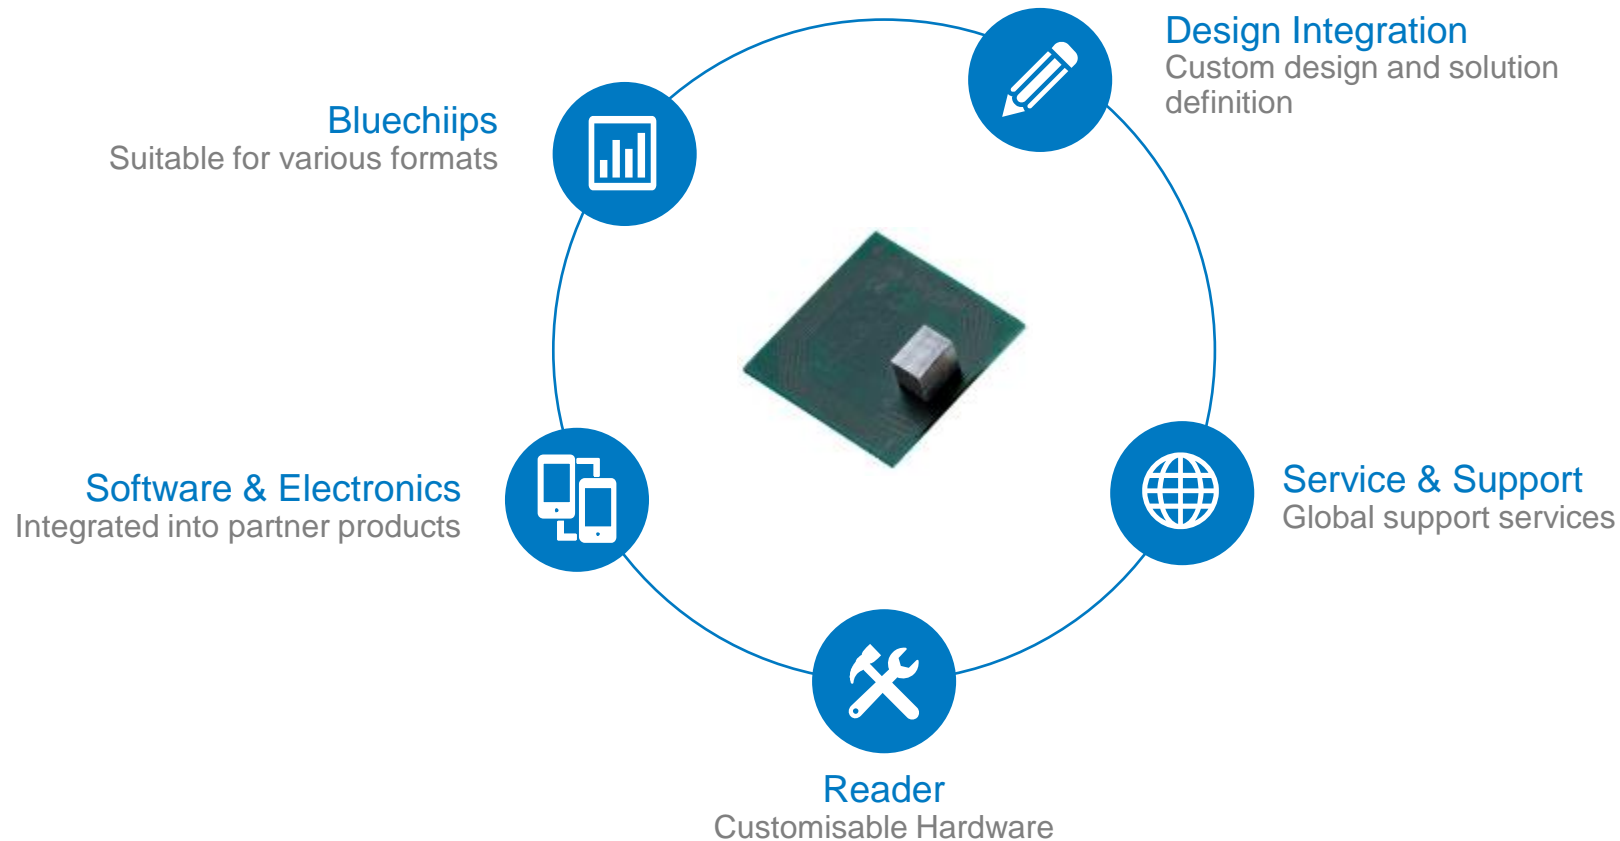 Design Integration
Custom design and solution
definition
Bluechiips
Suitable for various formats
Software & Electronics
Integrated into partner products
Service & Support
Global support services
Reader
Customisable Hardware